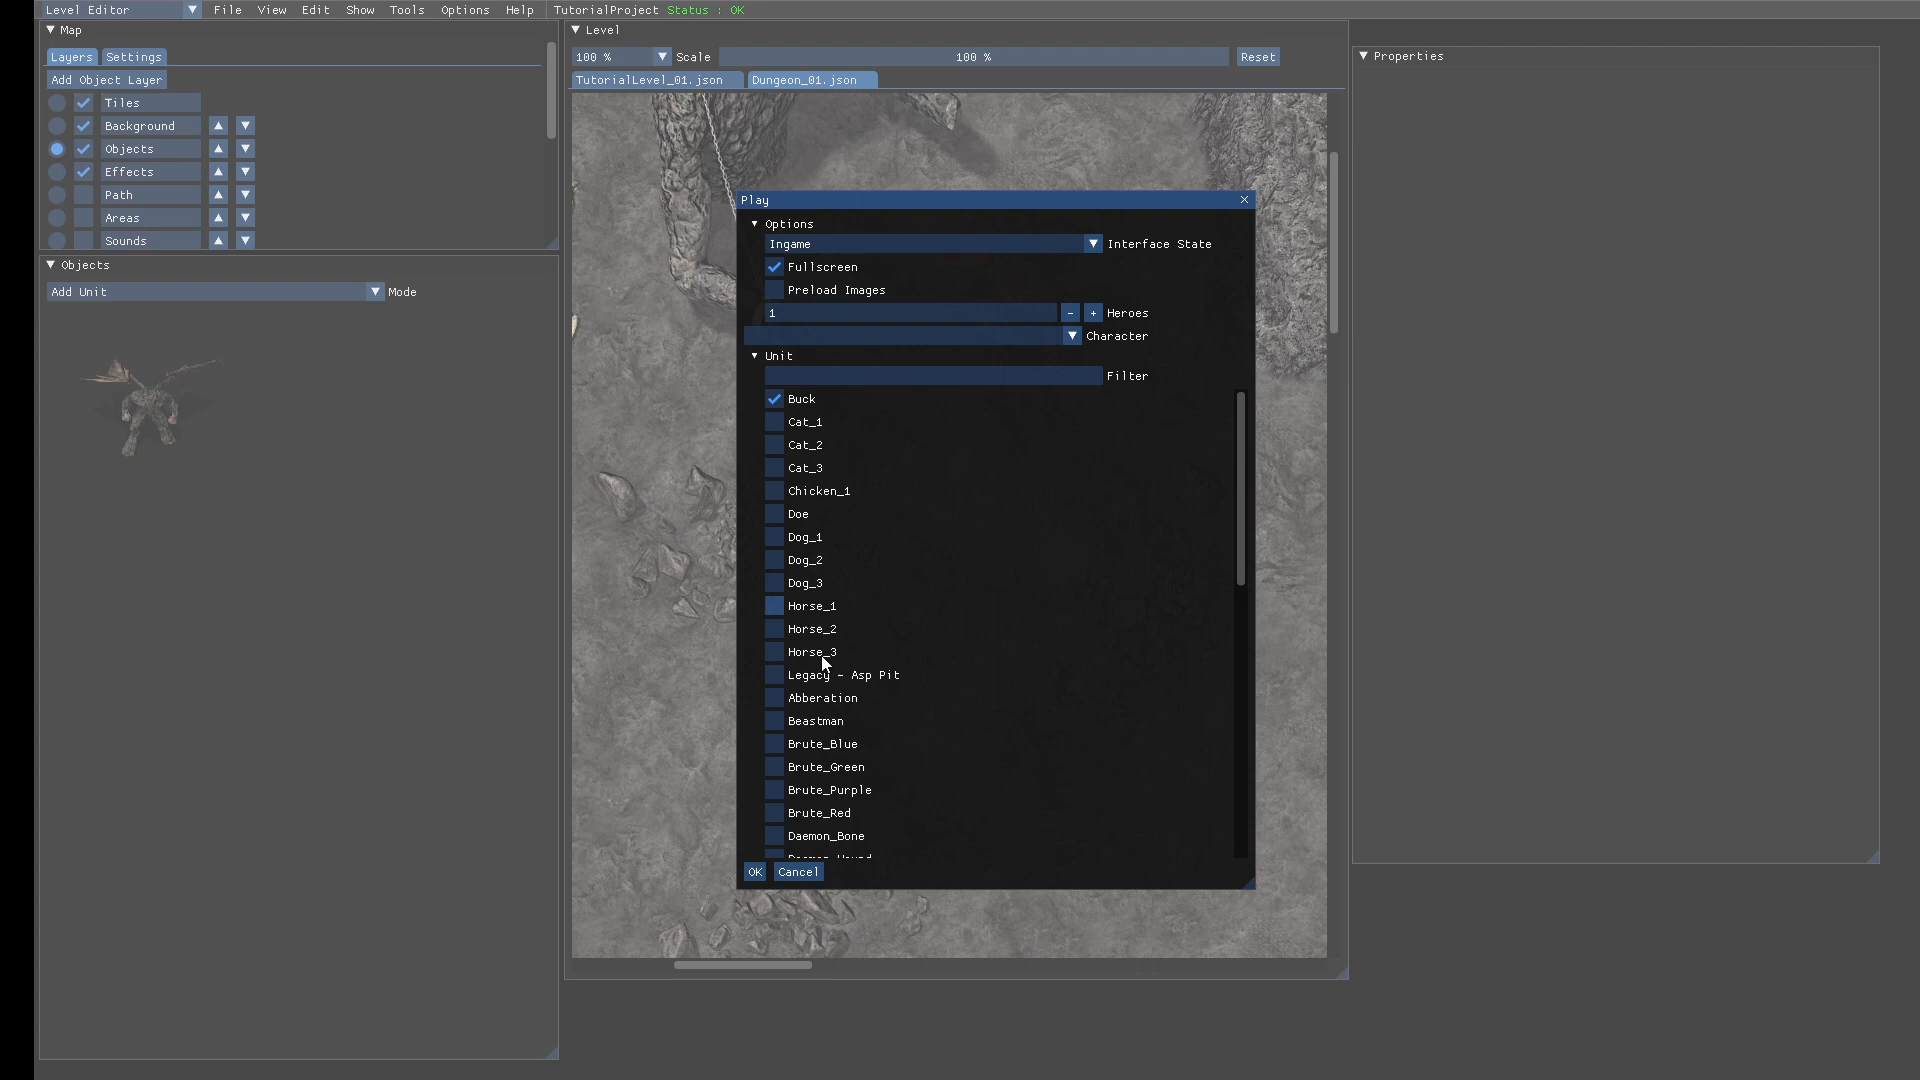 Level Editor File View Edit Show Tools Options Help TutorialProject Status : OK
Map
Layers Settings
Add Object Layer
Tiles
Background
Objects
Effects
Path
Areas
Sounds
Objects
Add Unit Mode
Level
100 % Scale 100 % Reset
TutorialLevel_01.json Dungeon_01.json
Play
Options
Ingame Interface State
Fullscreen
Preload Images
1 - + Heroes
Character
Unit
Filter
Buck
Cat_1
Cat_2
Cat_3
Chicken_1
Doe
Dog_1
Dog_2
Dog_3
Horse_1
Horse_2
Horse_3
Legacy - Asp Pit
Abberation
Beastman
Brute_Blue
Brute_Green
Brute_Purple
Brute_Red
Daemon_Bone
OK Cancel
Properties